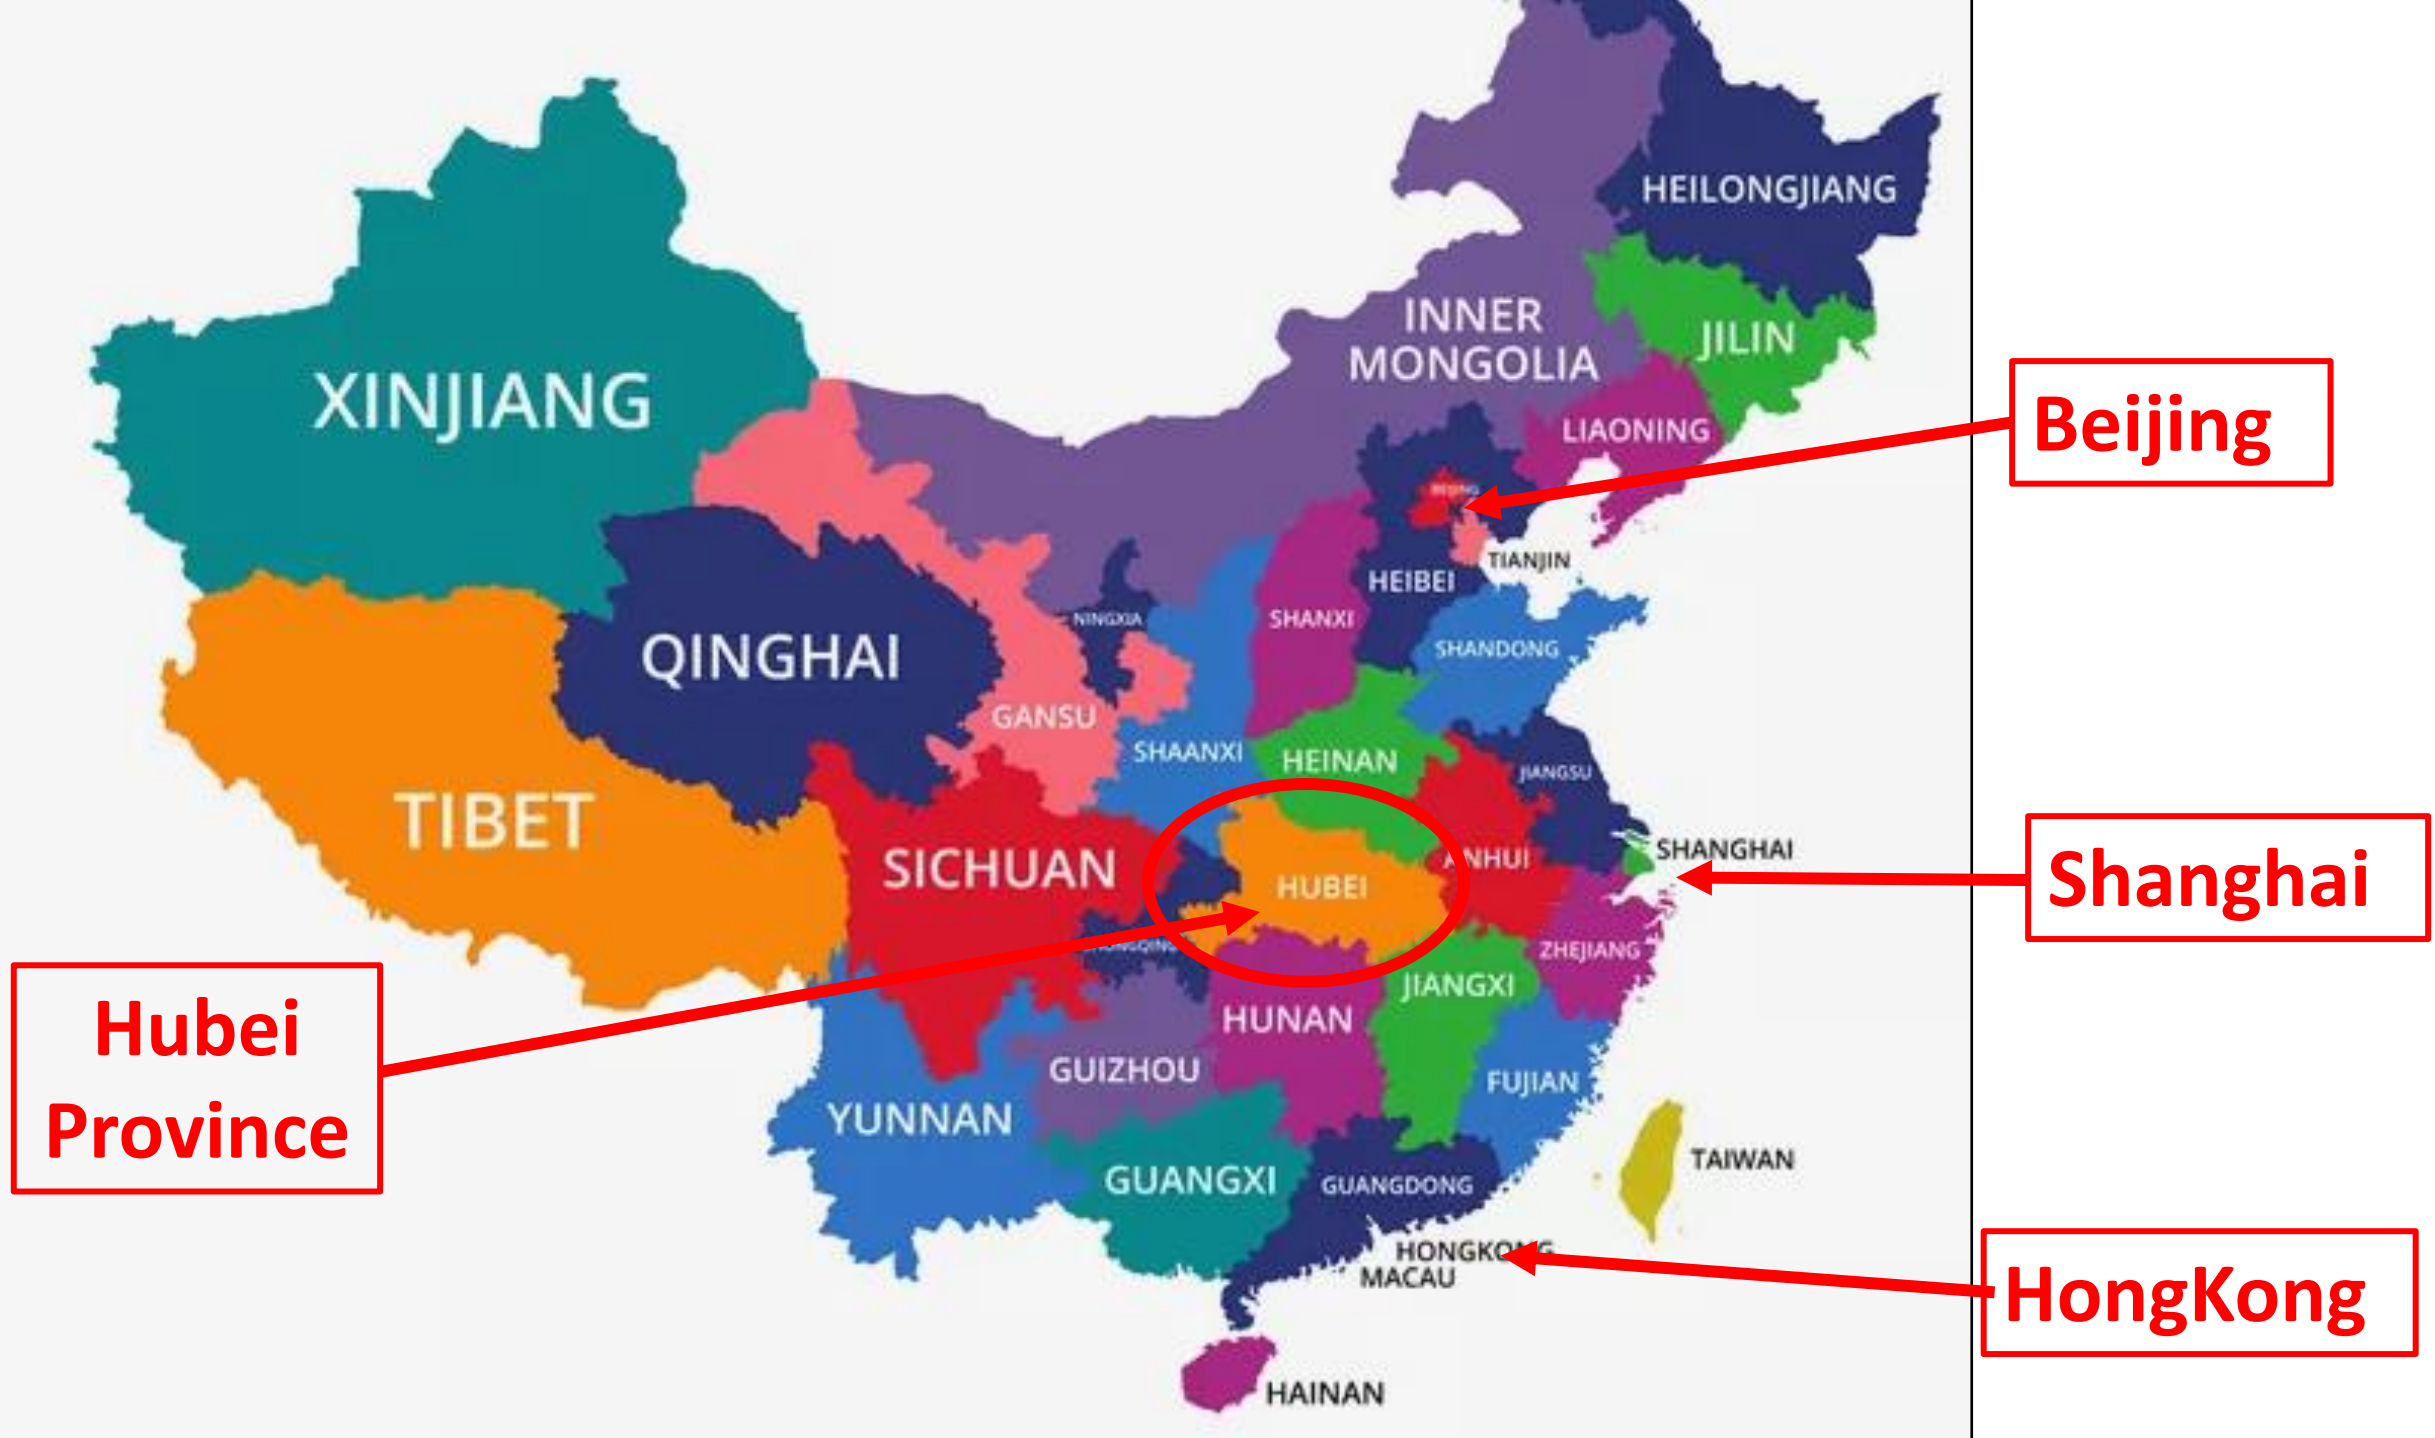 HEILONGJIANG
INNER
MONGOLIA
JILIN
Beijing
XINJIANG
LIAONING
BEIJING
TIANJIN
HEIBEI
NINGXIA
SHANXI
SHANDONG
QINGHAI
GANSU
SHAANXI
HEINAN
JIANGSU
TIBET
SICHUAN
HUBEI
ANHUI
SHANGHAI
Shanghai
CHONGQING
ZHEJIANG
JIANGXI
Hubei
Province
HUNAN
GUIZHOU
FUJIAN
YUNNAN
GUANGXI
GUANGDONG
TAIWAN
HONGKONG
MACAU
HongKong
HAINAN